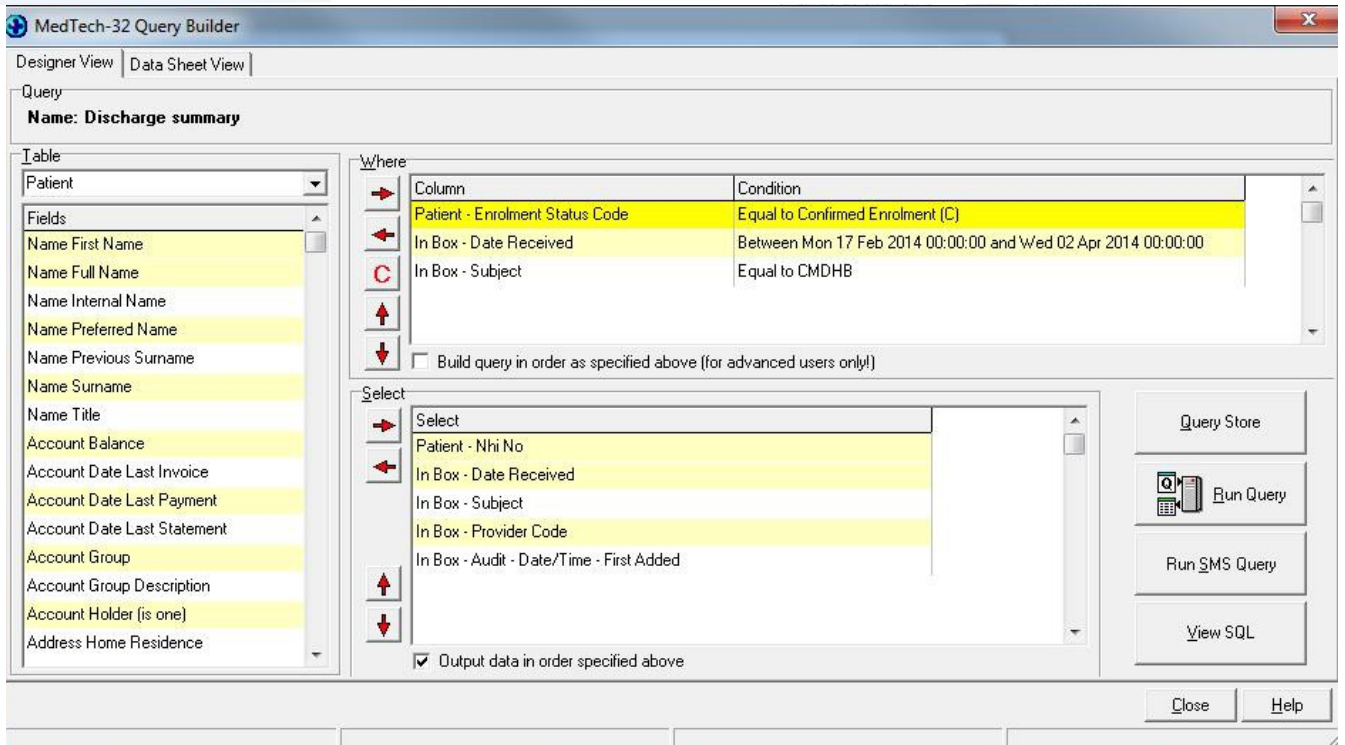 MedTech-32 Query Builder
Designer View
Data Sheet View
Query
Name: Discharge summary
Table
Patient
Fields
Name First Name
Name Full Name
Name Internal Name
Name Preferred Name
Name Previous Surname
Name Surname
Name Title
Account Balance
Account Date Last Invoice
Account Date Last Payment
Account Date Last Statement
Account Group
Account Group Description
Account Holder (is one)
Address Home Residence
Where
Column Condition
Patient - Enrolment Status Code Equal to Confirmed Enrolment (C)
In Box - Date Received Between Mon 17 Feb 2014 00:00:00 and Wed 02 Apr 2014 00:00:00
In Box - Subject Equal to CMDHB
C
Build query in order as specified above (for advanced users only!)
Select
Select
Patient - Nhi No
In Box - Date Received
In Box - Subject
In Box - Provider Code
In Box - Audit - Date/Time - First Added
Output data in order specified above
Query Store
Q
Run Query
Run SMS Query
View SQL
Close
Help